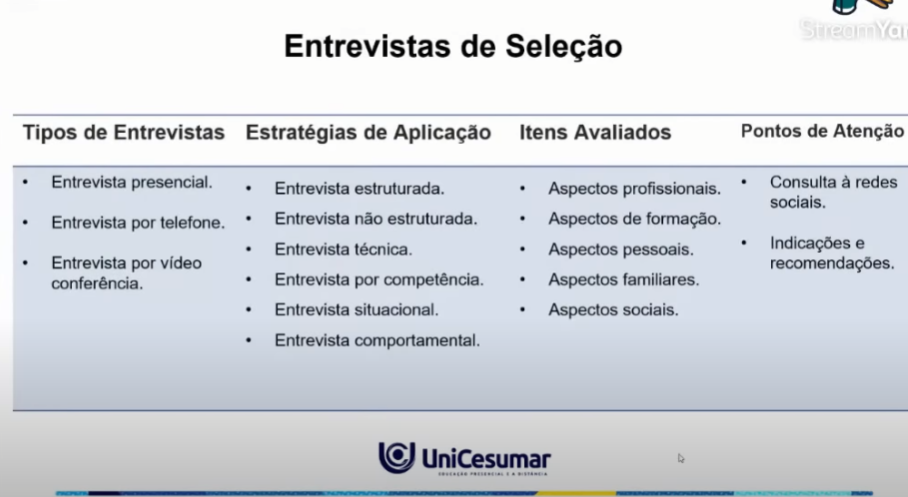 StreamYar
Entrevistas de Seleção
Tipos de Entrevistas
• Entrevista presencial.
• Entrevista por telefone.
• Entrevista por vídeo
conferência.
Estratégias de Aplicação
• Entrevista estruturada.
• Entrevista não estruturada.
• Entrevista técnica.
• Entrevista por competência.
• Entrevista situacional.
• Entrevista comportamental.
Itens Avaliados
• Aspectos profissionais.
• Aspectos de formação.
• Aspectos pessoais.
• Aspectos familiares.
• Aspectos sociais.
Pontos de Atenção
• Consulta à redes
sociais.
• Indicações e
recomendações.
UniCesumar
EDUCAÇÃO PRESENCIAL E A DISTÂNCIA